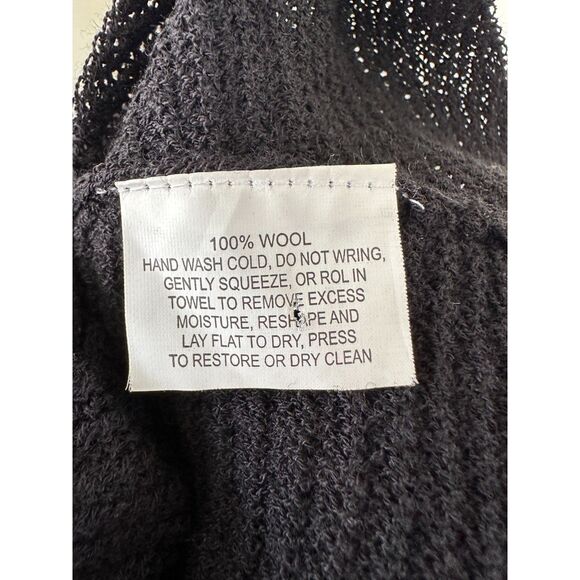 100% WOOL
HAND WASH COLD, DO NOT WRING,
GENTLY SQUEEZE, OR ROL IN
TOWEL TO REMOVE EXCESS
MOISTURE, RESHAPE AND
LAY FLAT TO DRY, PRESS
TO RESTORE OR DRY CLEAN